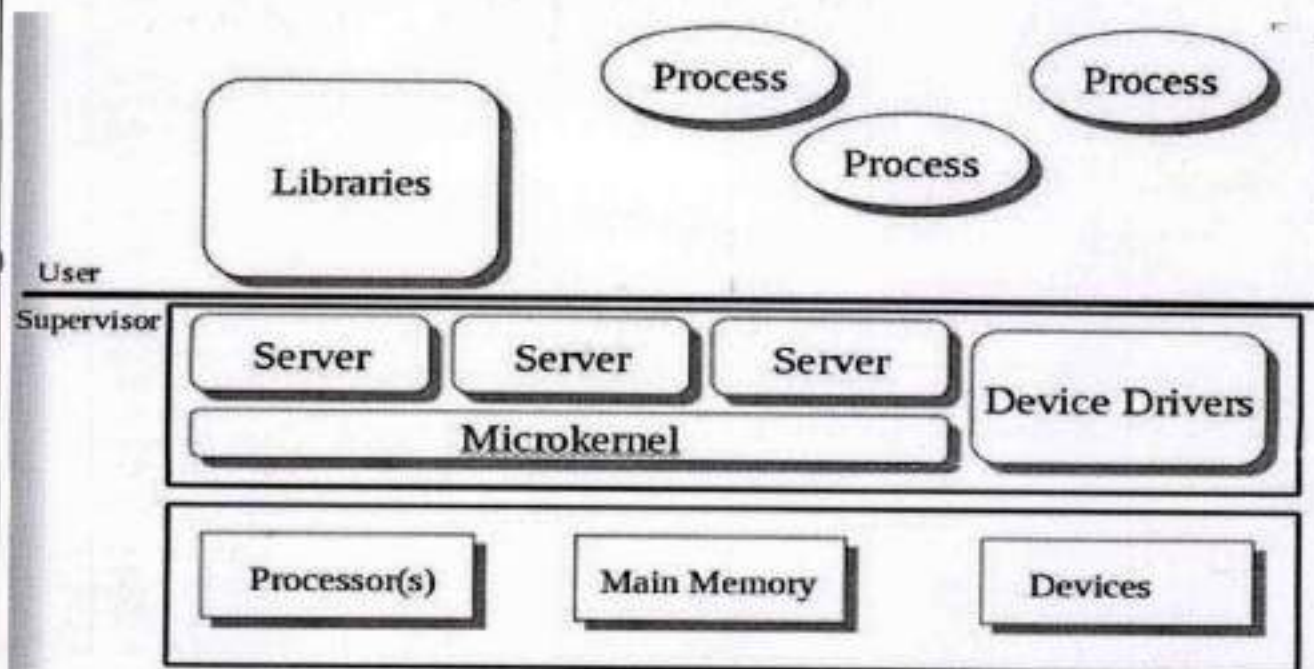 Process
Process
Process
Libraries
User
Supervisor
Server
Server
Server
Device Drivers
Microkernel
Processor(s)
Main Memory
Devices